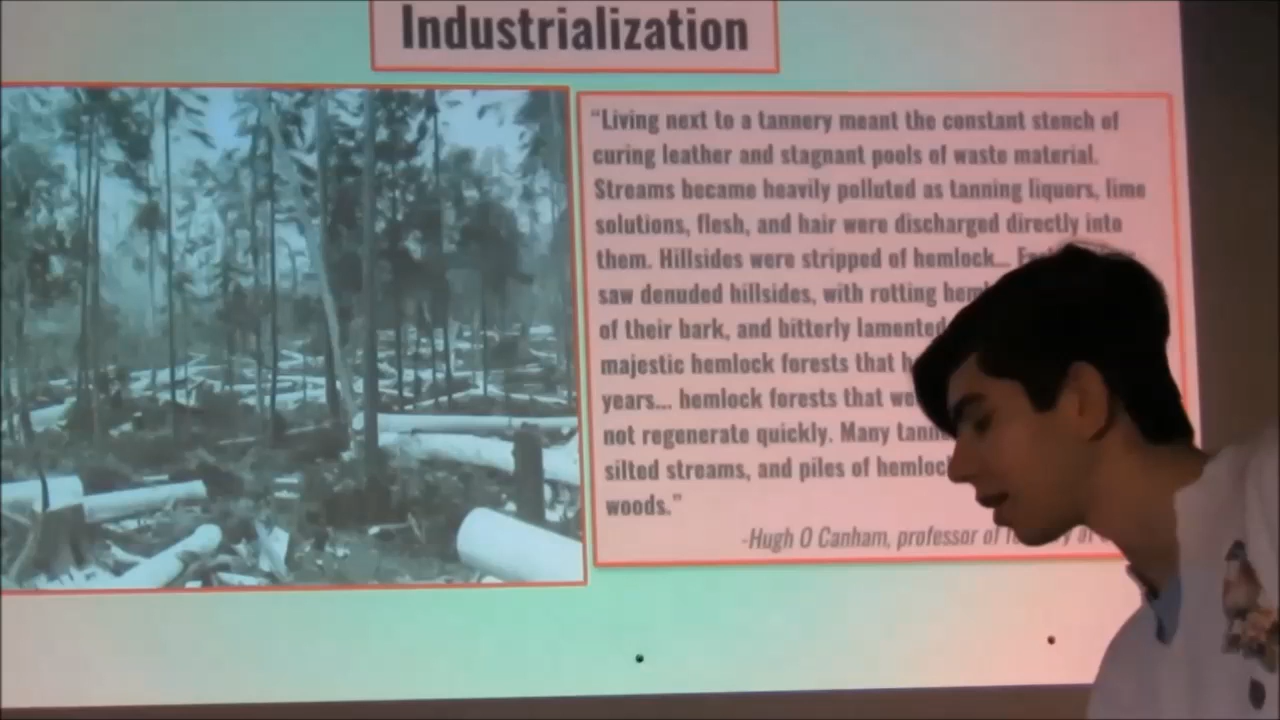 Industrialization
“Living next to a tannery meant the constant stench of
curing leather and stagnant pools of waste material.
Streams became heavily polluted as tanning liquors, lime
solutions, flesh, and hair were discharged directly into
them. Hillsides were stripped of hemlock...
saw denuded hillsides, with rotting
of their bark, and bitterly lamented
majestic hemlock forests that
years... hemlock forests that
not regenerate quickly. Many
silted streams, and piles of
woods.”
-Hugh O Canham, professor of